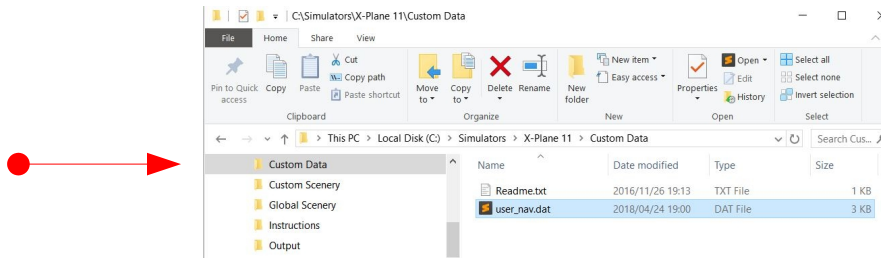 C:\Simulators\X-Plane 11\Custom Data
File Home Share View
Pin to Quick access
Copy
Paste
Cut
Copy path
Paste shortcut
Clipboard
Move to
Copy to
Delete
Rename
Organize
New folder
New item
Easy access
New
Properties
Open
Edit
History
Open
Select all
Select none
Invert selection
Select
This PC > Local Disk (C:) > Simulators > X-Plane 11 > Custom Data
Search Cus...
Custom Data
Custom Scenery
Global Scenery
Instructions
Output
Name Date modified Type Size
Readme.txt 2016/11/26 19:13 TXT File 1 KB
user_nav.dat 2018/04/24 19:00 DAT File 3 KB